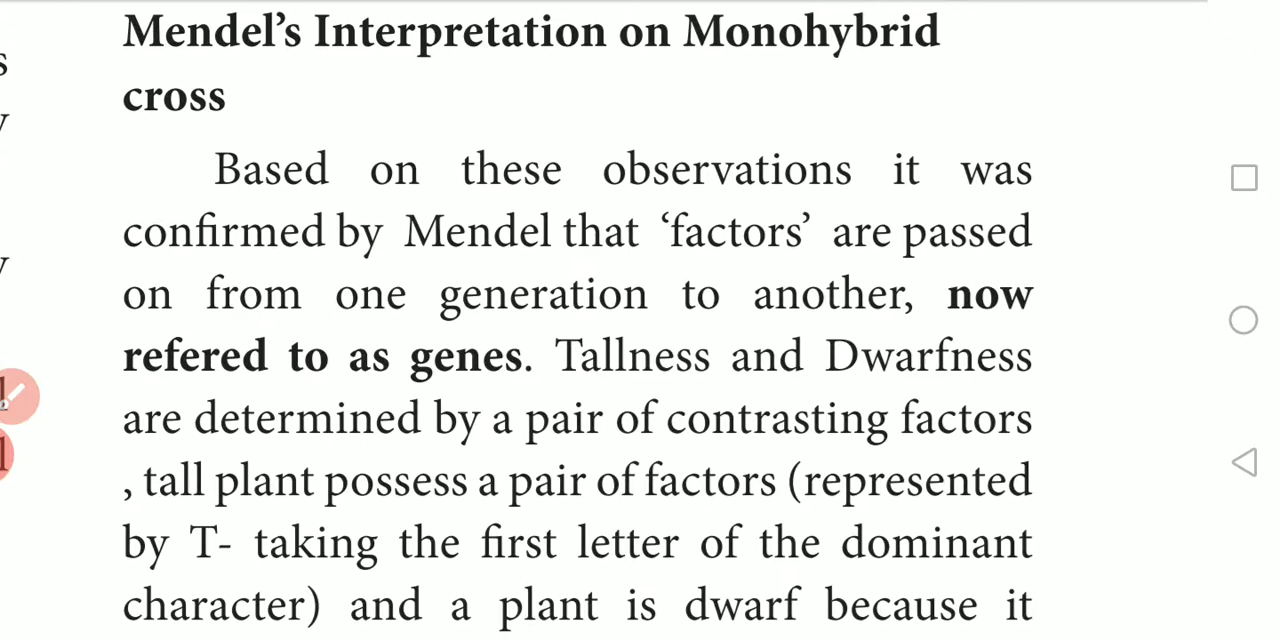 Mendel’s Interpretation on Monohybrid
cross
Based on these observations it was
confirmed by Mendel that ‘factors’ are passed
on from one generation to another, now
refered to as genes. Tallness and Dwarfness
are determined by a pair of contrasting factors
, tall plant possess a pair of factors (represented
by T- taking the first letter of the dominant
character) and a plant is dwarf because it